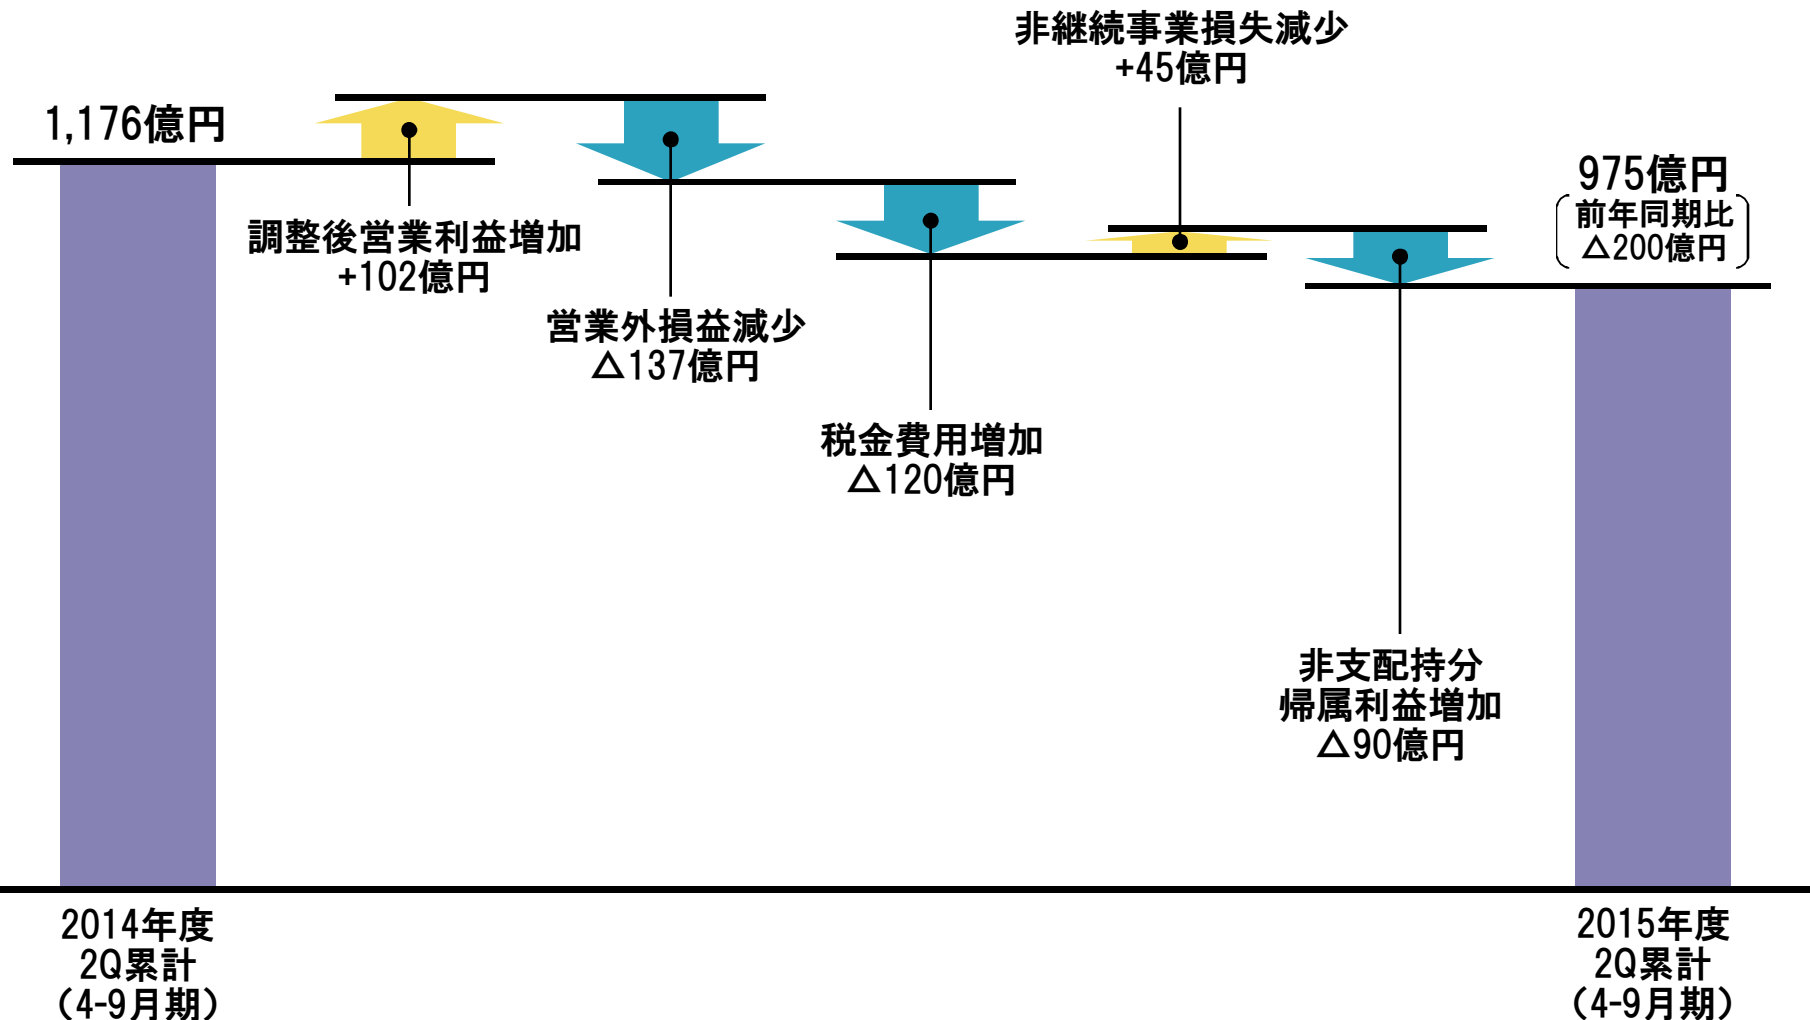 1,176億円
調整後営業利益増加
+102億円
営業外損益減少
△137億円
税金費用増加
△120億円
非継続事業損失減少
+45億円
非支配持分
帰属利益増加
△90億円
975億円
前年同期比
△200億円
2014年度
2Q累計
(4-9月期)
2015年度
2Q累計
(4-9月期)